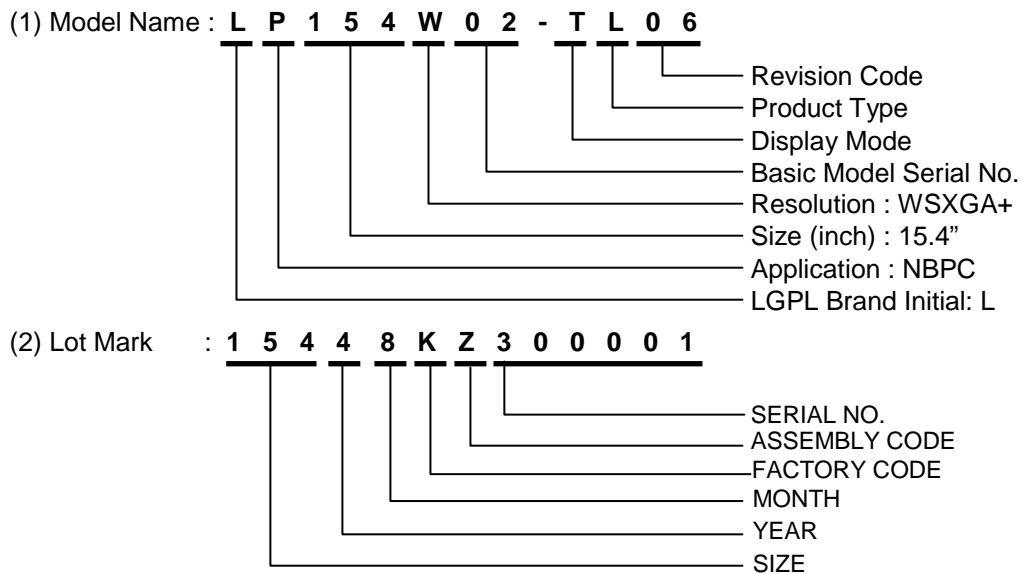 (1) Model Name : L P 1 5 4 W 0 2 - T L 0 6
Revision Code
Product Type
Display Mode
Basic Model Serial No.
Resolution : WSXGA+
Size (inch) : 15.4”
Application : NBPC
LGPL Brand Initial: L
(2) Lot Mark : 1 5 4 4 8 K Z 3 0 0 0 0 1
SERIAL NO.
ASSEMBLY CODE
FACTORY CODE
MONTH
YEAR
SIZE